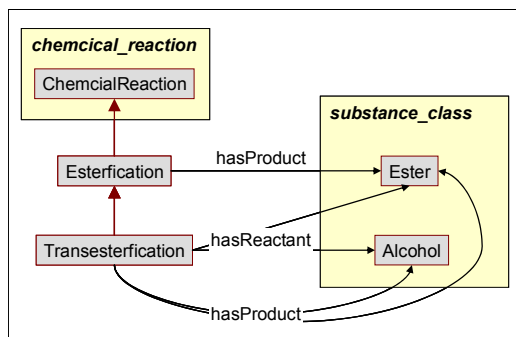 chemcical_reaction
ChemcialReaction
substance_class
Esterfication
hasProduct
Ester
Transesterfication
hasReactant
Alcohol
hasProduct